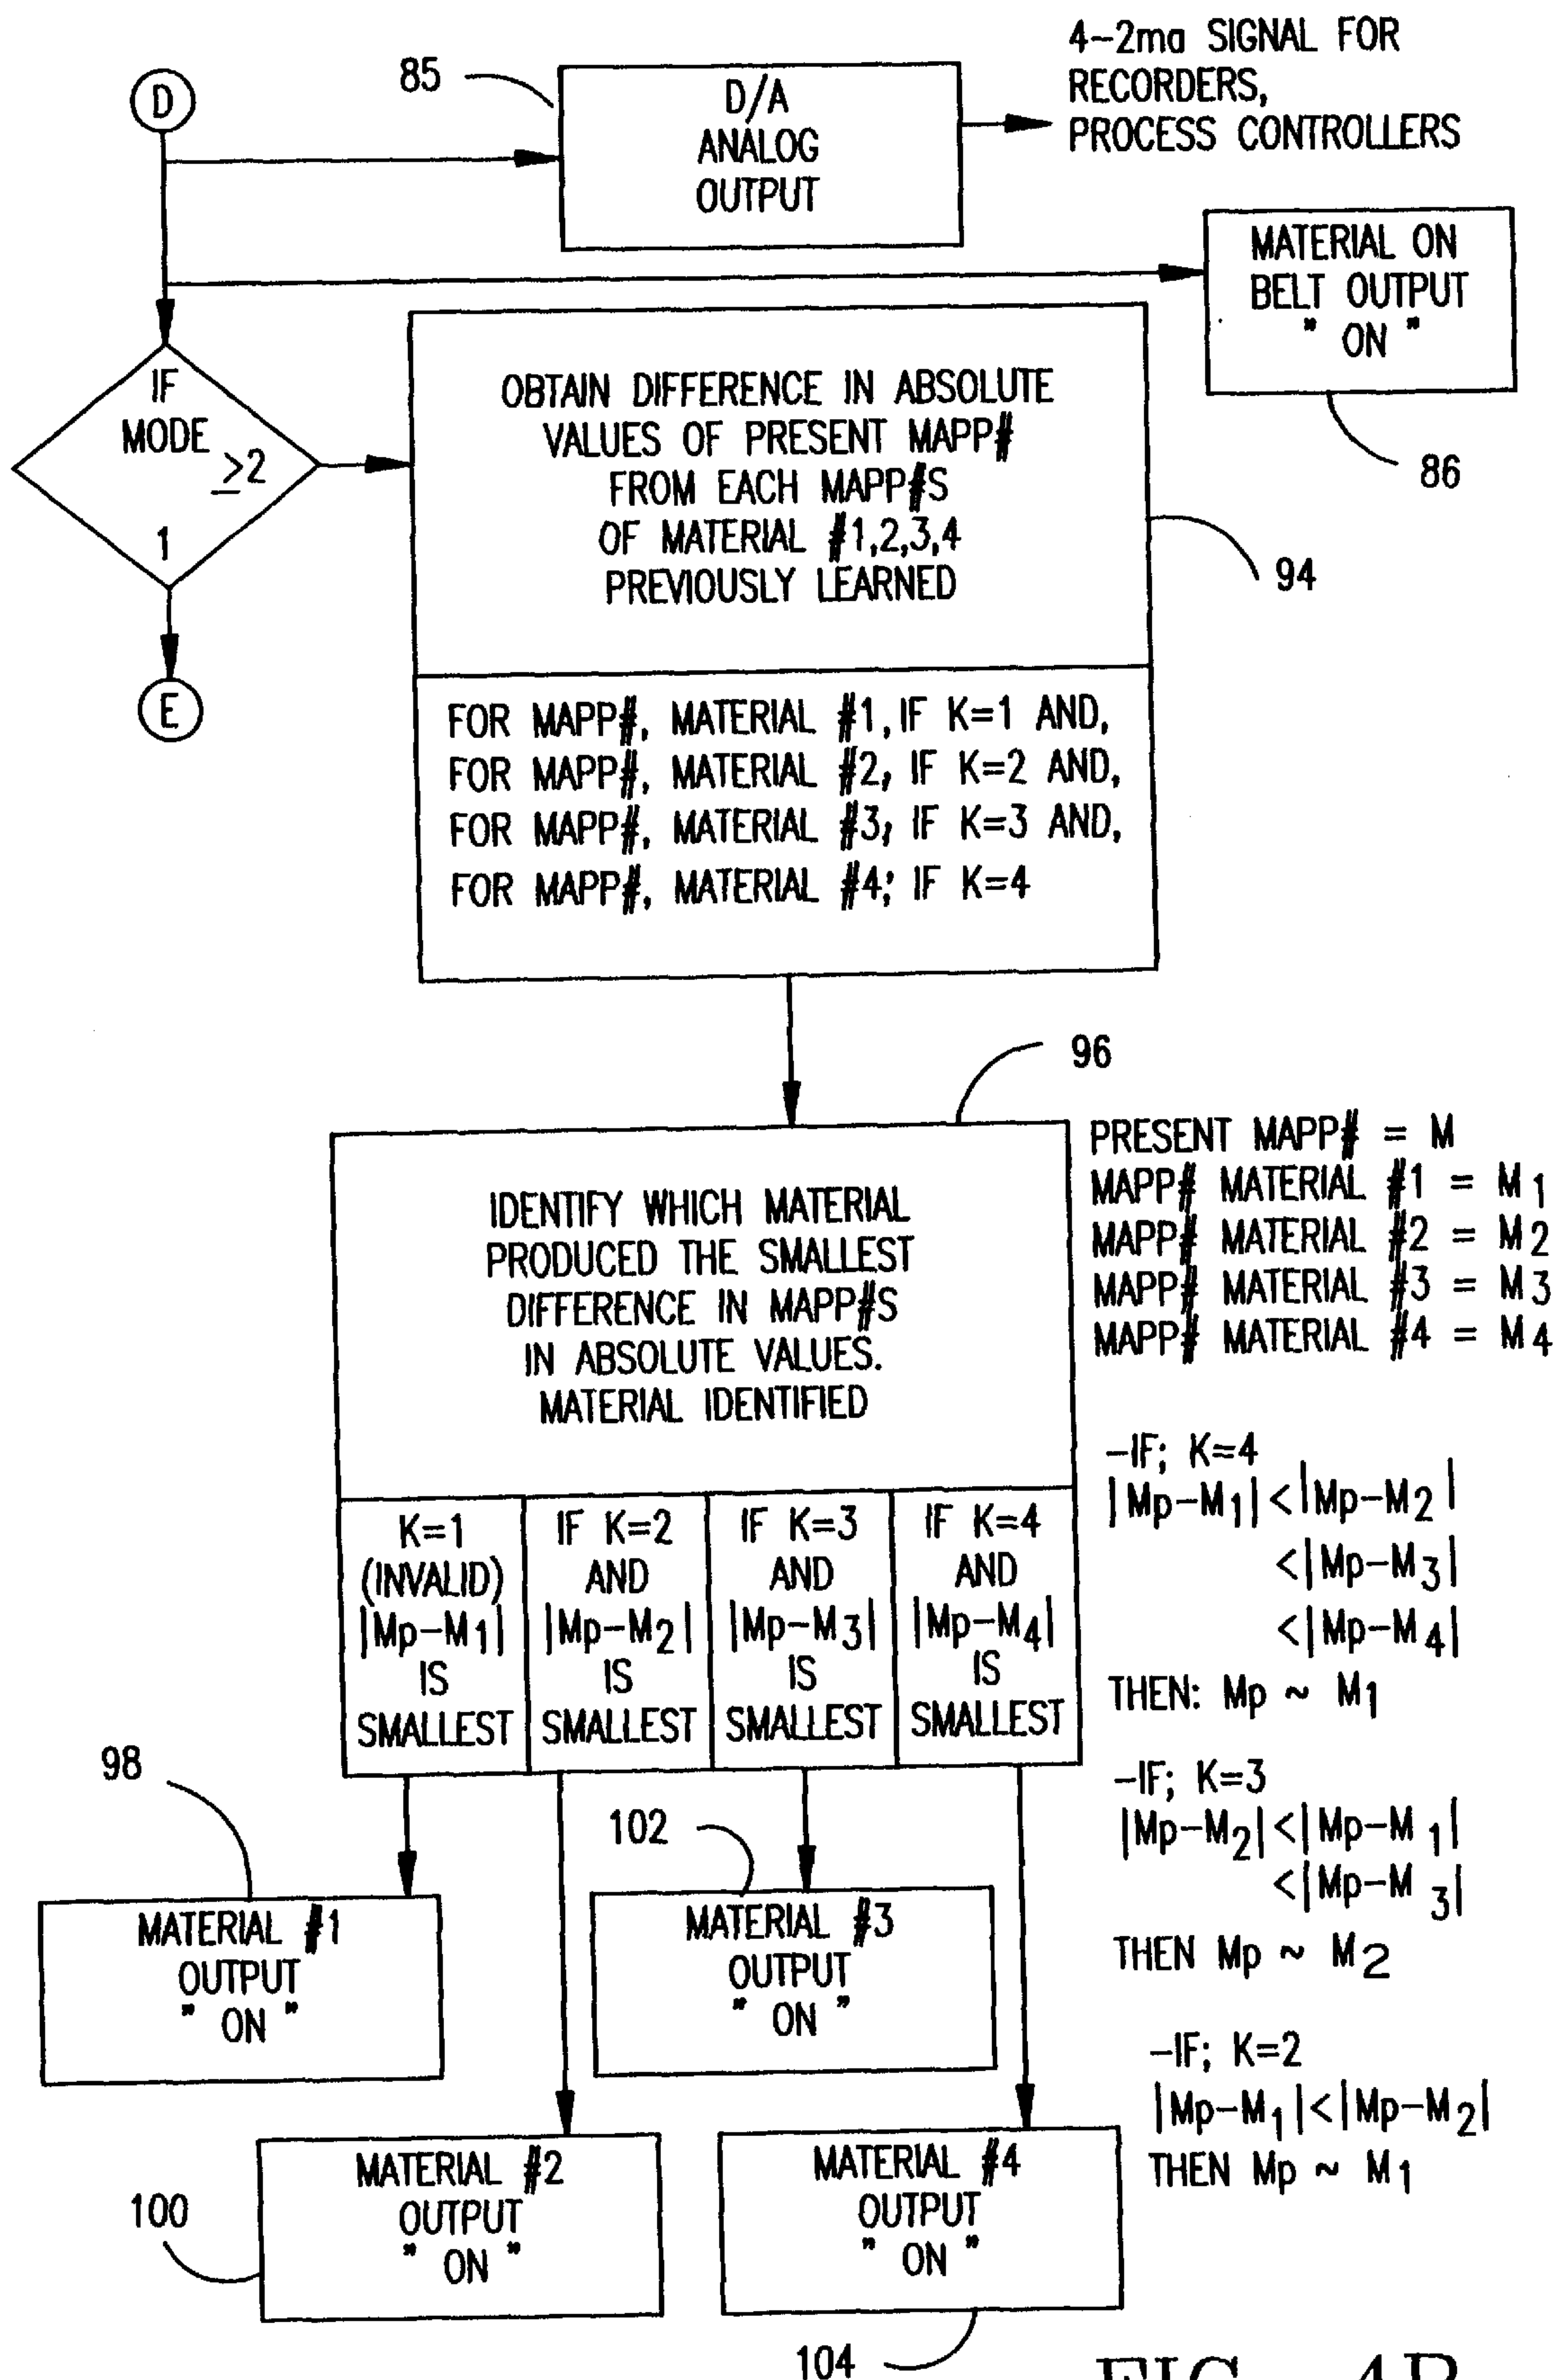 D
85
D/A
ANALOG
OUTPUT
4-2ma SIGNAL FOR
RECORDERS,
PROCESS CONTROLLERS
MATERIAL ON
BELT OUTPUT
" ON "
86
IF
MODE
≥2
1
E
OBTAIN DIFFERENCE IN ABSOLUTE
VALUES OF PRESENT MAPP#
FROM EACH MAPP#S
OF MATERIAL #1,2,3,4
PREVIOUSLY LEARNED
94
FOR MAPP#, MATERIAL #1, IF K=1 AND,
FOR MAPP#, MATERIAL #2, IF K=2 AND,
FOR MAPP#, MATERIAL #3, IF K=3 AND,
FOR MAPP#, MATERIAL #4; IF K=4
96
IDENTIFY WHICH MATERIAL
PRODUCED THE SMALLEST
DIFFERENCE IN MAPP#S
IN ABSOLUTE VALUES.
MATERIAL IDENTIFIED
K=1
(INVALID)
|Mp-M1|
IS
SMALLEST
IF K=2
AND
|Mp-M2|
IS
SMALLEST
IF K=3
AND
|Mp-M3|
IS
SMALLEST
IF K=4
AND
|Mp-M4|
IS
SMALLEST
PRESENT MAPP# = M
MAPP# MATERIAL #1 = M1
MAPP# MATERIAL #2 = M2
MAPP# MATERIAL #3 = M3
MAPP# MATERIAL #4 = M4
-IF; K=4
|Mp-M1|<|Mp-M2|
<|Mp-M3|
<|Mp-M4|
THEN: Mp ~ M1
-IF; K=3
|Mp-M2|<|Mp-M1|
<|Mp-M3|
THEN Mp ~ M2
-IF; K=2
|Mp-M1|<|Mp-M2|
THEN Mp ~ M1
98
MATERIAL #1
OUTPUT
" ON "
102
MATERIAL #3
OUTPUT
" ON "
100
MATERIAL #2
OUTPUT
" ON "
MATERIAL #4
OUTPUT
" ON "
104
FIG. 4B